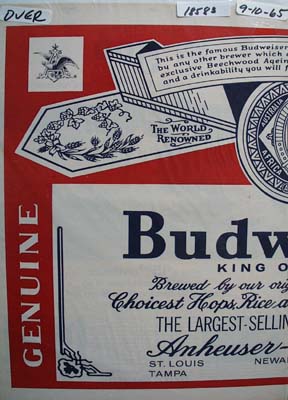 OVER
18583
9-10-65
This is the famous Budweiser
by any other brewer which
exclusive Beechwood Agein
and a drinkability you will f
THE WORLD
RENOWNED
GENUINE
Budw
KING O
Brewed by our orig
Choicest Hops, Rice a
THE LARGEST-SELLIN
Anheuser-
ST. LOUIS NEWA
TAMPA